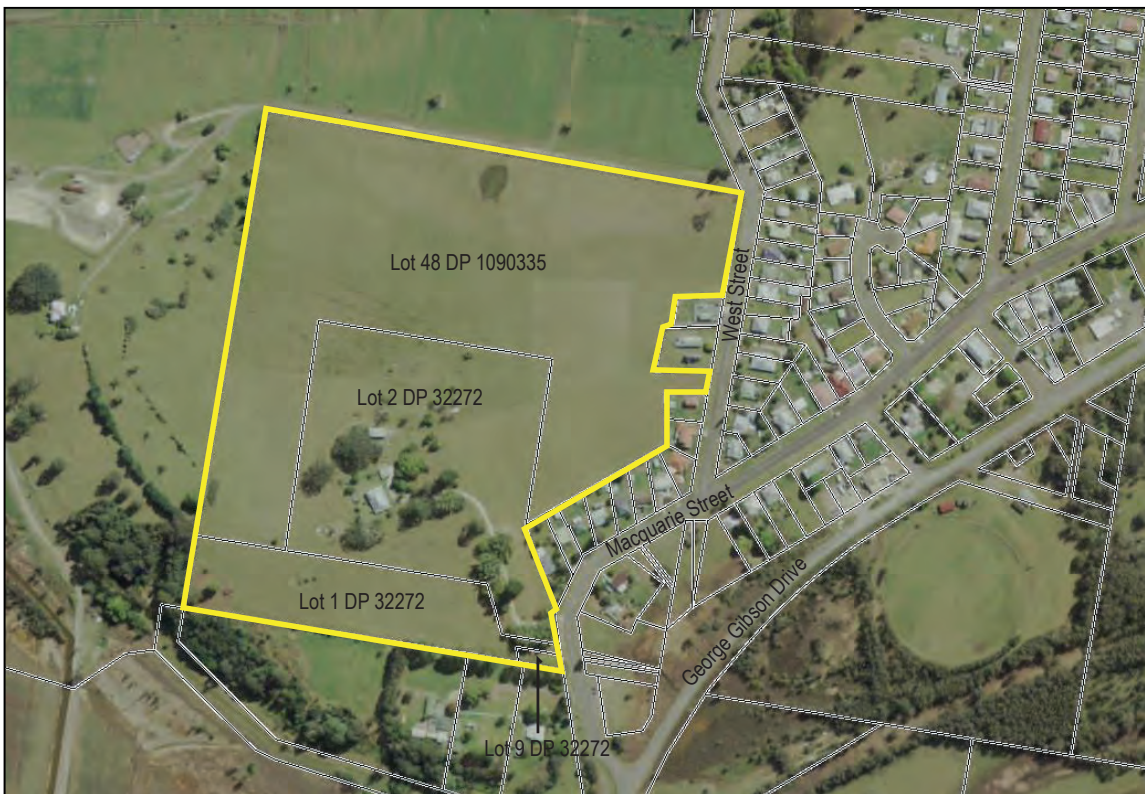 Lot 48 DP 1090335
West Street
Lot 2 DP 32272
Macquarie Street
Lot 1 DP 32272
George Gibson Drive
Lot 9 DP 32272